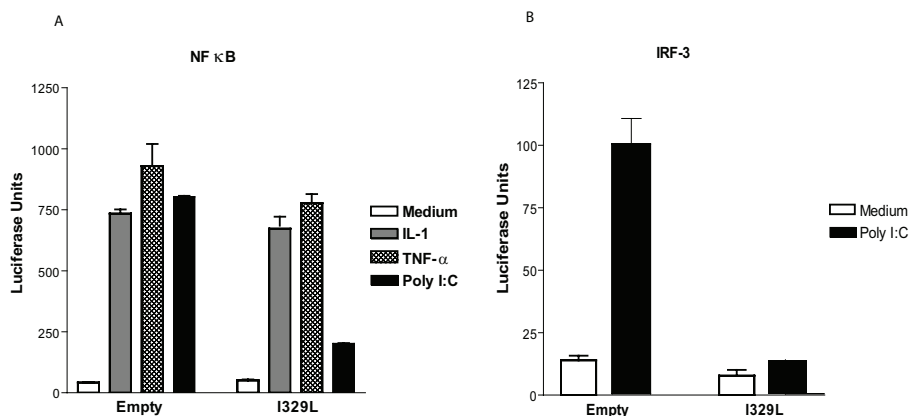 A
NF κB
1250
1000
750
500
250
0
Luciferase Units
Empty
I329L
Medium
IL-1
TNF-α
Poly I:C
B
IRF-3
125
100
75
50
25
0
Luciferase Units
Empty
I329L
Medium
Poly I:C